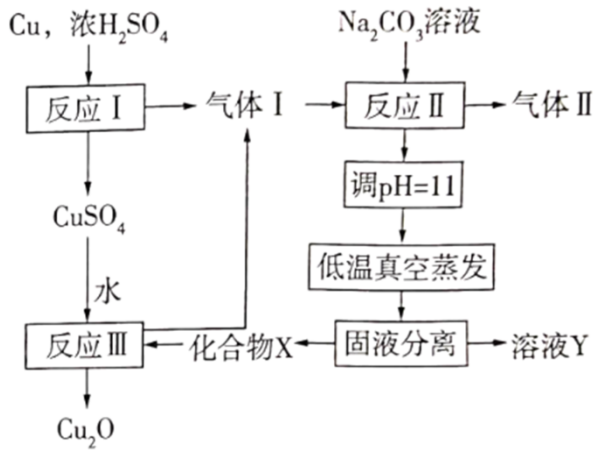 Cu，浓H₂SO₄
Na₂CO₃溶液
反应Ⅰ
气体Ⅰ
反应Ⅱ
气体Ⅱ
调pH=11
CuSO₄
低温真空蒸发
水
反应Ⅲ
化合物X
固液分离
溶液Y
Cu₂O